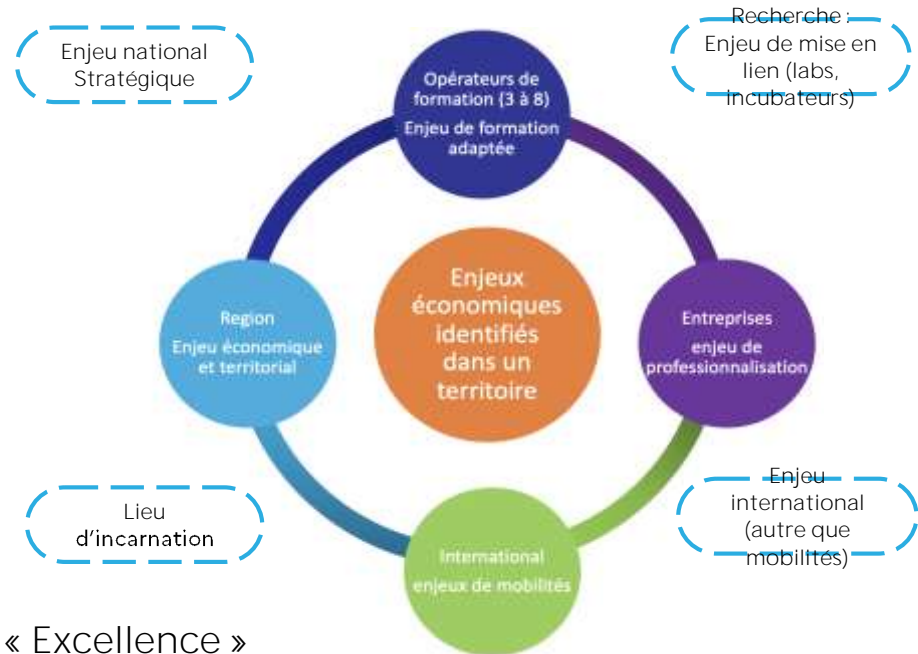 Enjeu national
Stratégique
Recherche :
Enjeu de mise en
lien (labs,
incubateurs)
Opérateurs de
formation (3 à 8)
Enjeu de formation
adaptée
Region
Enjeu économique
et territorial
Enjeux
économiques
identifiés
dans un
territoire
Entreprises
enjeu de
professionnalisation
Lieu
d'incarnation
International
enjeux de mobilités
Enjeu
international
(autre que
mobilités)
« Excellence »